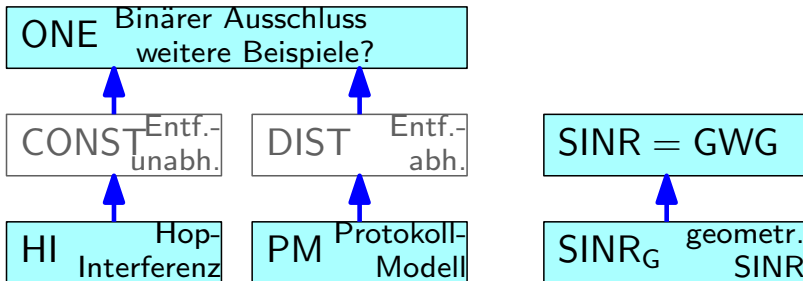 ONE Binärer Ausschluss
weitere Beispiele?
CONST Entf.-
unabh.
DIST Entf.-
abh.
SINR = GWG
HI Hop-
Interferenz
PM Protokoll-
Modell
SINR_G geometr.
SINR